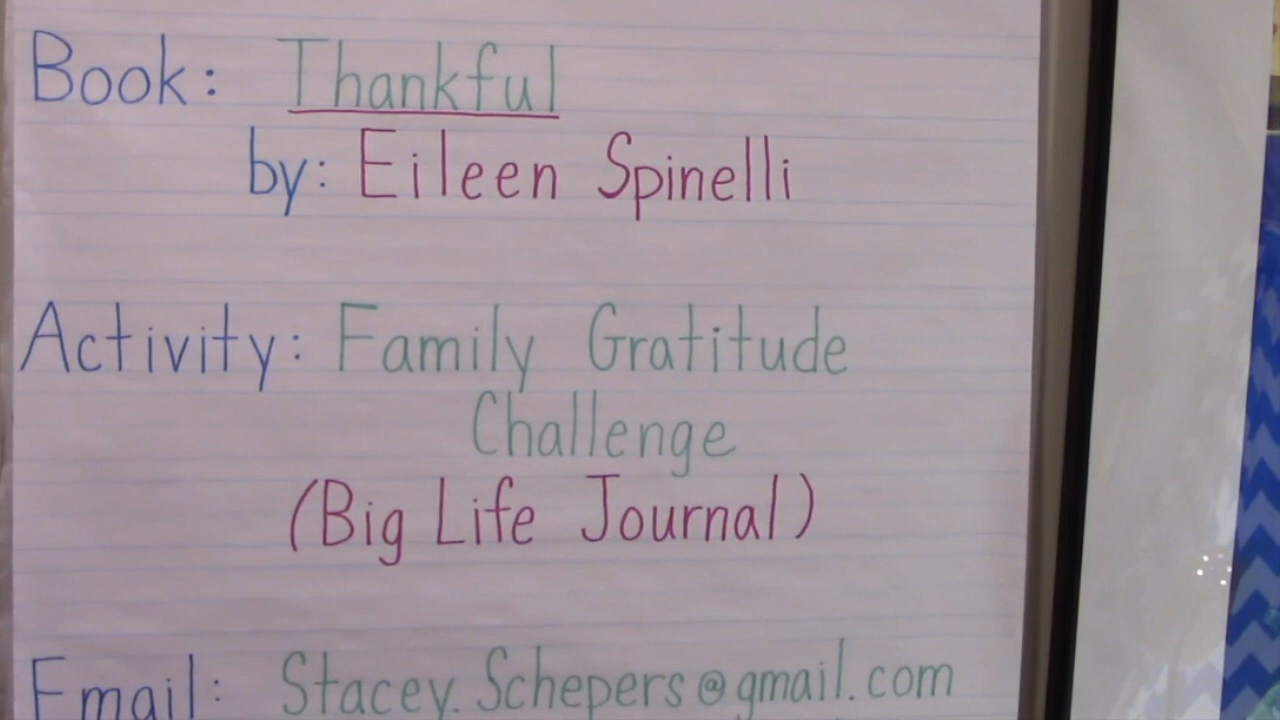 Book: Thankful
by: Eileen Spinelli
Activity: Family Gratitude
Challenge
(Big Life Journal)
Email: Stacey.Schepers@gmail.com